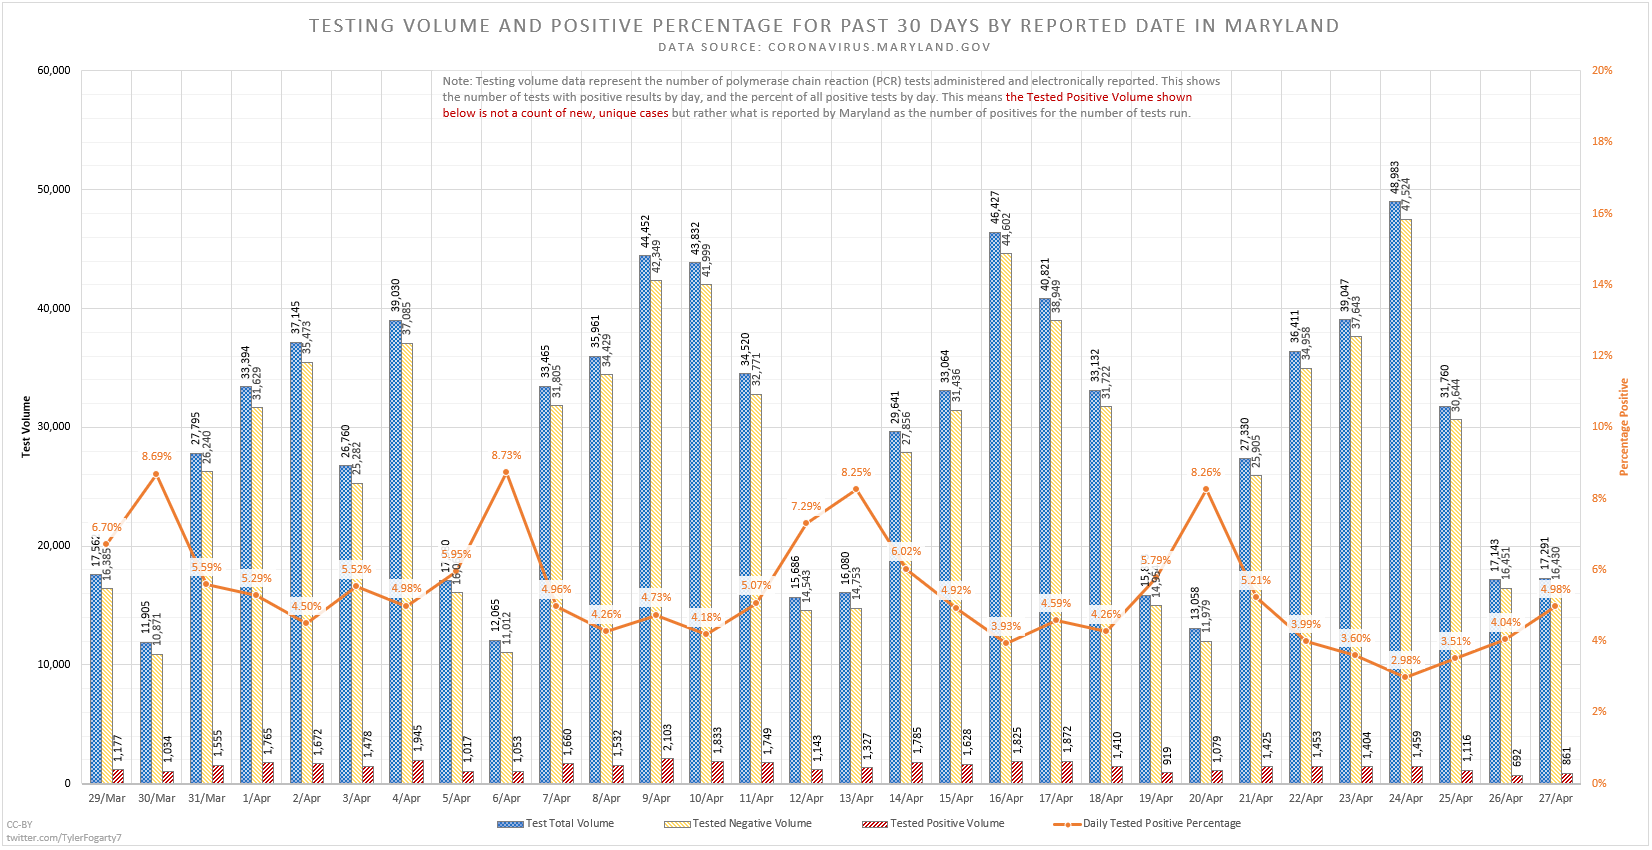 TESTING VOLUME AND POSITIVE PERCENTAGE FOR PAST 30 DAYS BY REPORTED DATE IN MARYLAND
DATA SOURCE: CORONAVIRUS.MARYLAND.GOV
Note: Testing volume data represent the number of polymerase chain reaction (PCR) tests administered and electronically reported. This shows
the number of tests with positive results by day, and the percent of all positive tests by day. This means the Tested Positive Volume shown
below is not a count of new, unique cases but rather what is reported by Maryland as the number of positives for the number of tests run.
Test Volume
60,000
50,000
40,000
30,000
20,000
10,000
0
20%
18%
16%
14%
12%
10%
8%
6%
4%
2%
0%
Percentage Positive
16,385 1,177 6.70%
11,905 10,871 1,034 8.69%
27,795 26,240 1,555 5.59%
33,394 31,629 1,765 5.29%
37,145 35,473 1,672 4.50%
26,760 25,282 1,478 5.52%
39,030 37,085 1,945 4.98%
1,017 5.95%
12,065 11,012 1,053 8.73%
33,465 31,805 1,660 4.96%
35,961 34,429 1,532 4.26%
44,452 42,349 2,103 4.73%
43,832 41,999 1,833 4.18%
34,520 32,771 1,749 5.07%
15,686 14,543 1,143 7.29%
16,080 14,753 1,327 8.25%
29,641 27,856 1,785 6.02%
33,064 31,436 1,628 4.92%
46,427 44,602 1,825 3.93%
40,821 38,949 1,872 4.59%
33,132 31,722 1,410 4.26%
919 5.79%
13,058 11,979 1,079 8.26%
27,330 25,905 1,425 5.21%
36,411 34,958 1,453 3.99%
39,047 37,643 1,404 3.60%
48,983 47,524 1,459 2.98%
31,760 30,644 1,116 3.51%
17,143 16,451 692 4.04%
17,291 16,430 861 4.98%
29/Mar 30/Mar 31/Mar 1/Apr 2/Apr 3/Apr 4/Apr 5/Apr 6/Apr 7/Apr 8/Apr 9/Apr 10/Apr 11/Apr 12/Apr 13/Apr 14/Apr 15/Apr 16/Apr 17/Apr 18/Apr 19/Apr 20/Apr 21/Apr 22/Apr 23/Apr 24/Apr 25/Apr 26/Apr 27/Apr
Test Total Volume Tested Negative Volume Tested Positive Volume Daily Tested Positive Percentage
CC-BY
twitter.com/TylerFogarty7